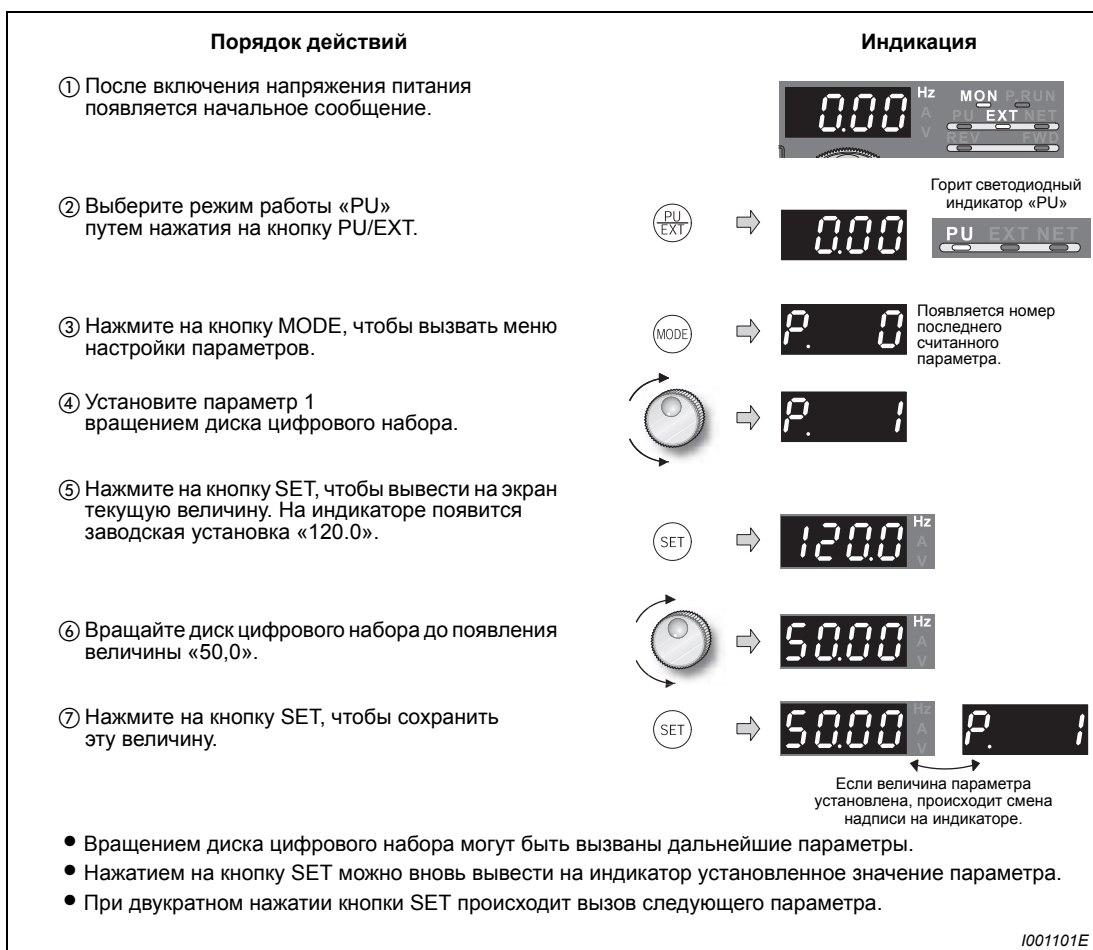 Порядок действий
Индикация
① После включения напряжения питания
появляется начальное сообщение.
0.00
Hz
A
V
MON P.RUN
PU EXT NET
REV FWD
② Выберите режим работы «PU»
путем нажатия на кнопку PU/EXT.
PU
EXT
0.00
Горит светодиодный
индикатор «PU»
PU EXT NET
③ Нажмите на кнопку MODE, чтобы вызвать меню
настройки параметров.
MODE
P. 0
Появляется номер
последнего
считанного
параметра.
④ Установите параметр 1
вращением диска цифрового набора.
P. 1
⑤ Нажмите на кнопку SET, чтобы вывести на экран
текущую величину. На индикаторе появится
заводская установка «120.0».
SET
120.0
Hz
A
V
⑥ Вращайте диск цифрового набора до появления
величины «50,0».
50.00
Hz
A
V
⑦ Нажмите на кнопку SET, чтобы сохранить
эту величину.
SET
50.00
Hz
A
V
P. 1
Если величина параметра
установлена, происходит смена
надписи на индикаторе.
● Вращением диска цифрового набора могут быть вызваны дальнейшие параметры.
● Нажатием на кнопку SET можно вновь вывести на индикатор установленное значение параметра.
● При двукратном нажатии кнопки SET происходит вызов следующего параметра.
I001101E